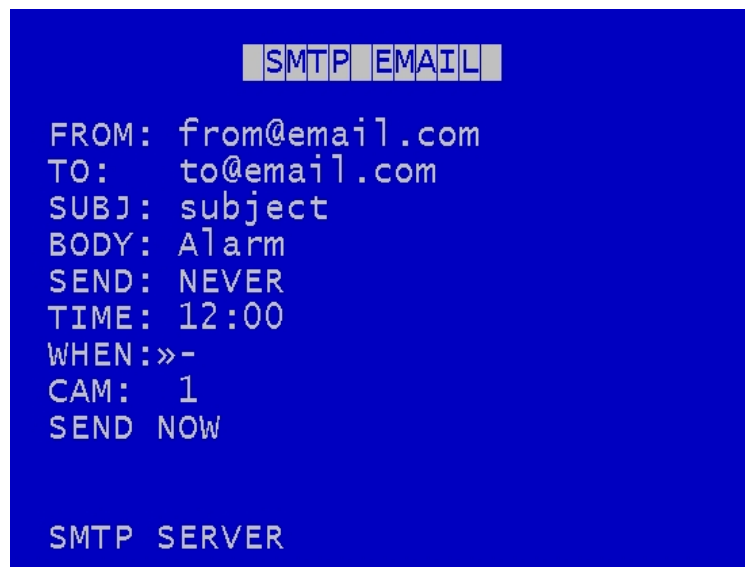 SMTP EMAIL
FROM: from@email.com
TO: to@email.com
SUBJ: subject
BODY: Alarm
SEND: NEVER
TIME: 12:00
WHEN:»-
CAM: 1
SEND NOW
SMTP SERVER